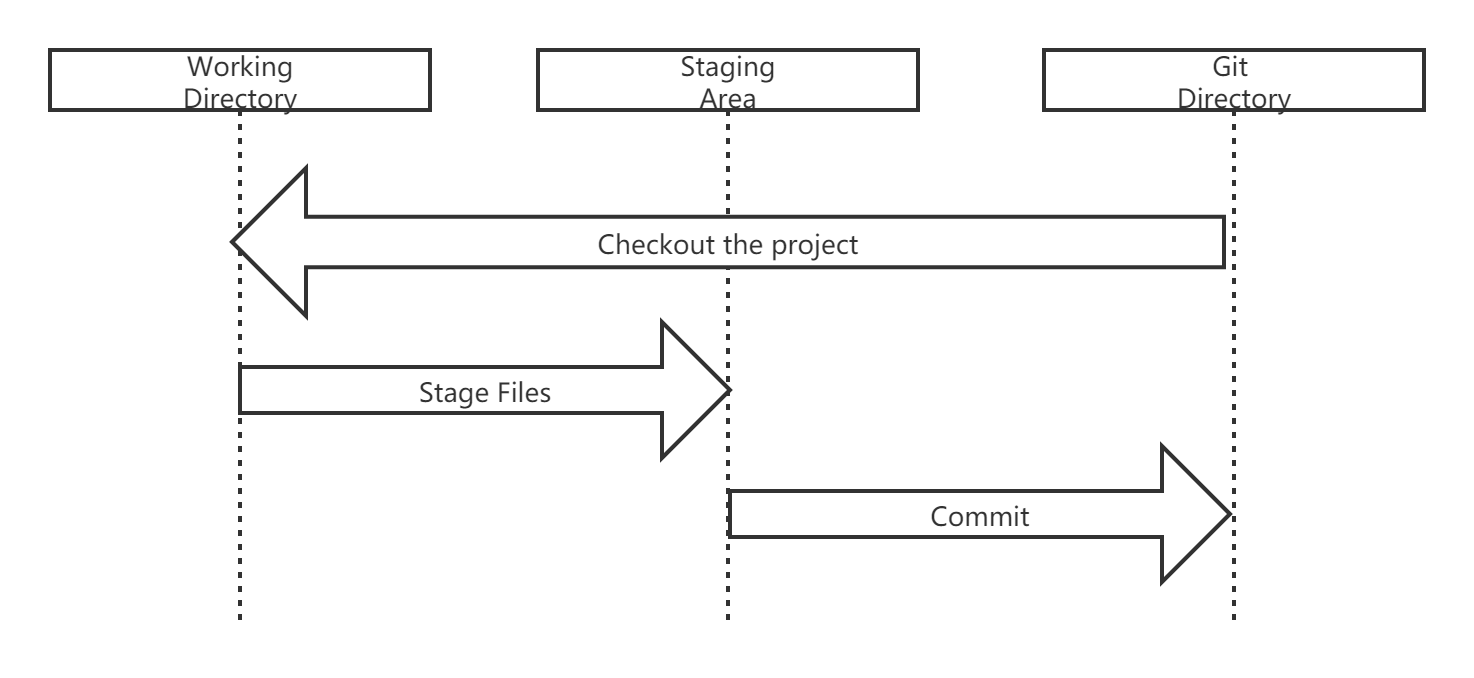 Working
Directory
Staging
Area
Git
Directory
Checkout the project
Stage Files
Commit